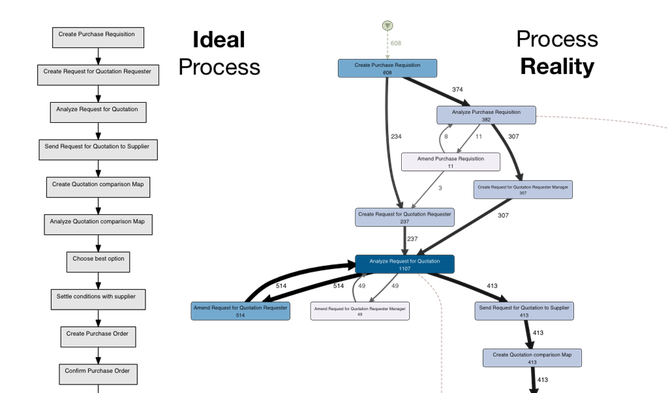 Ideal
Process
Create Purchase Requisition
Create Request for Quotation Requester
Analyze Request for Quotation
Send Request for Quotation to Supplier
Create Quotation comparison Map
Analyze Quotation comparison Map
Choose best option
Settle conditions with supplier
Create Purchase Order
Confirm Purchase Order
Process
Reality
608
Create Purchase Requisition
608
374
Analyze Purchase Requisition
382
234
8
11
307
Amend Purchase Requisition
11
Create Request for Quotation Requester Manager
307
3
Create Request for Quotation Requester
237
307
237
Analyze Request for Quotation
1107
514
514
49
49
413
Amend Request for Quotation Requester
514
Amend Request for Quotation Requester Manager
49
Send Request for Quotation to Supplier
413
413
Create Quotation comparison Map
413
413